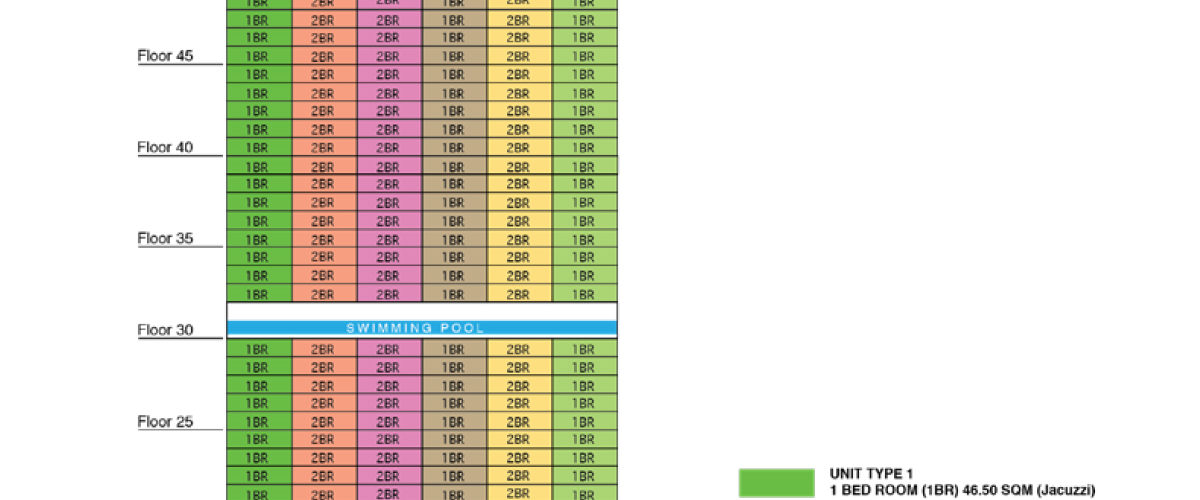 1BR 2BR 2BR 1BR 2BR 1BR
1BR 2BR 2BR 1BR 2BR 1BR
1BR 2BR 2BR 1BR 2BR 1BR
Floor 45 1BR 2BR 2BR 1BR 2BR 1BR
1BR 2BR 2BR 1BR 2BR 1BR
1BR 2BR 2BR 1BR 2BR 1BR
1BR 2BR 2BR 1BR 2BR 1BR
1BR 2BR 2BR 1BR 2BR 1BR
Floor 40 1BR 2BR 2BR 1BR 2BR 1BR
1BR 2BR 2BR 1BR 2BR 1BR
1BR 2BR 2BR 1BR 2BR 1BR
1BR 2BR 2BR 1BR 2BR 1BR
1BR 2BR 2BR 1BR 2BR 1BR
Floor 35 1BR 2BR 2BR 1BR 2BR 1BR
1BR 2BR 2BR 1BR 2BR 1BR
1BR 2BR 2BR 1BR 2BR 1BR
1BR 2BR 2BR 1BR 2BR 1BR
Floor 30 SWIMMING POOL
1BR 2BR 2BR 1BR 2BR 1BR
1BR 2BR 2BR 1BR 2BR 1BR
1BR 2BR 2BR 1BR 2BR 1BR
1BR 2BR 2BR 1BR 2BR 1BR
Floor 25 1BR 2BR 2BR 1BR 2BR 1BR
1BR 2BR 2BR 1BR 2BR 1BR
1BR 2BR 2BR 1BR 2BR 1BR
1BR 2BR 2BR 1BR 2BR 1BR
1BR 2BR 2BR 1BR 2BR 1BR
UNIT TYPE 1
1 BED ROOM (1BR) 46.50 SQM (Jacuzzi)